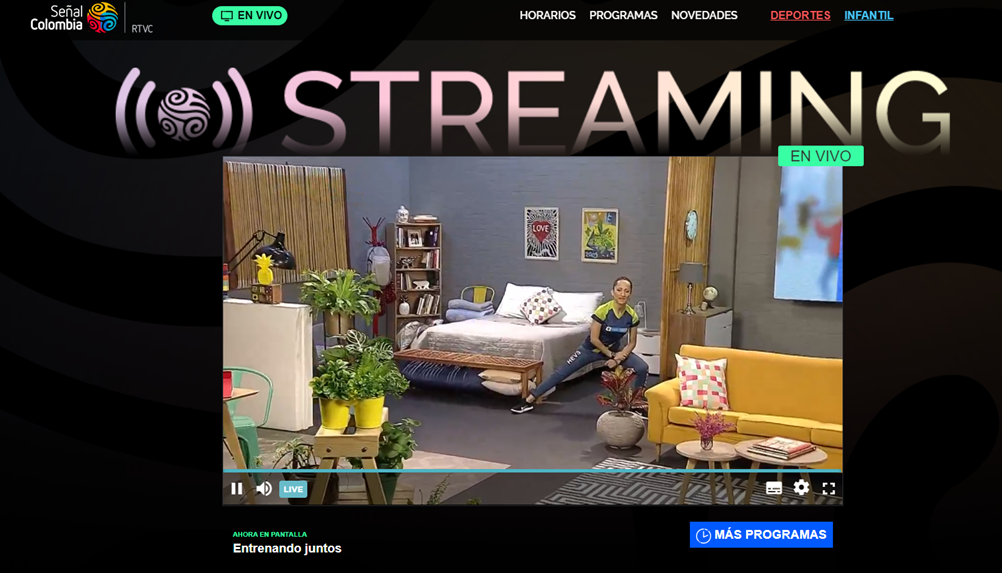 Señal
Colombia
RTVC
EN VIVO
HORARIOS PROGRAMAS NOVEDADES DEPORTES INFANTIL
STREAMING
EN VIVO
LOVE
LIVE
AHORA EN PANTALLA
Entrenando juntos
MÁS PROGRAMAS